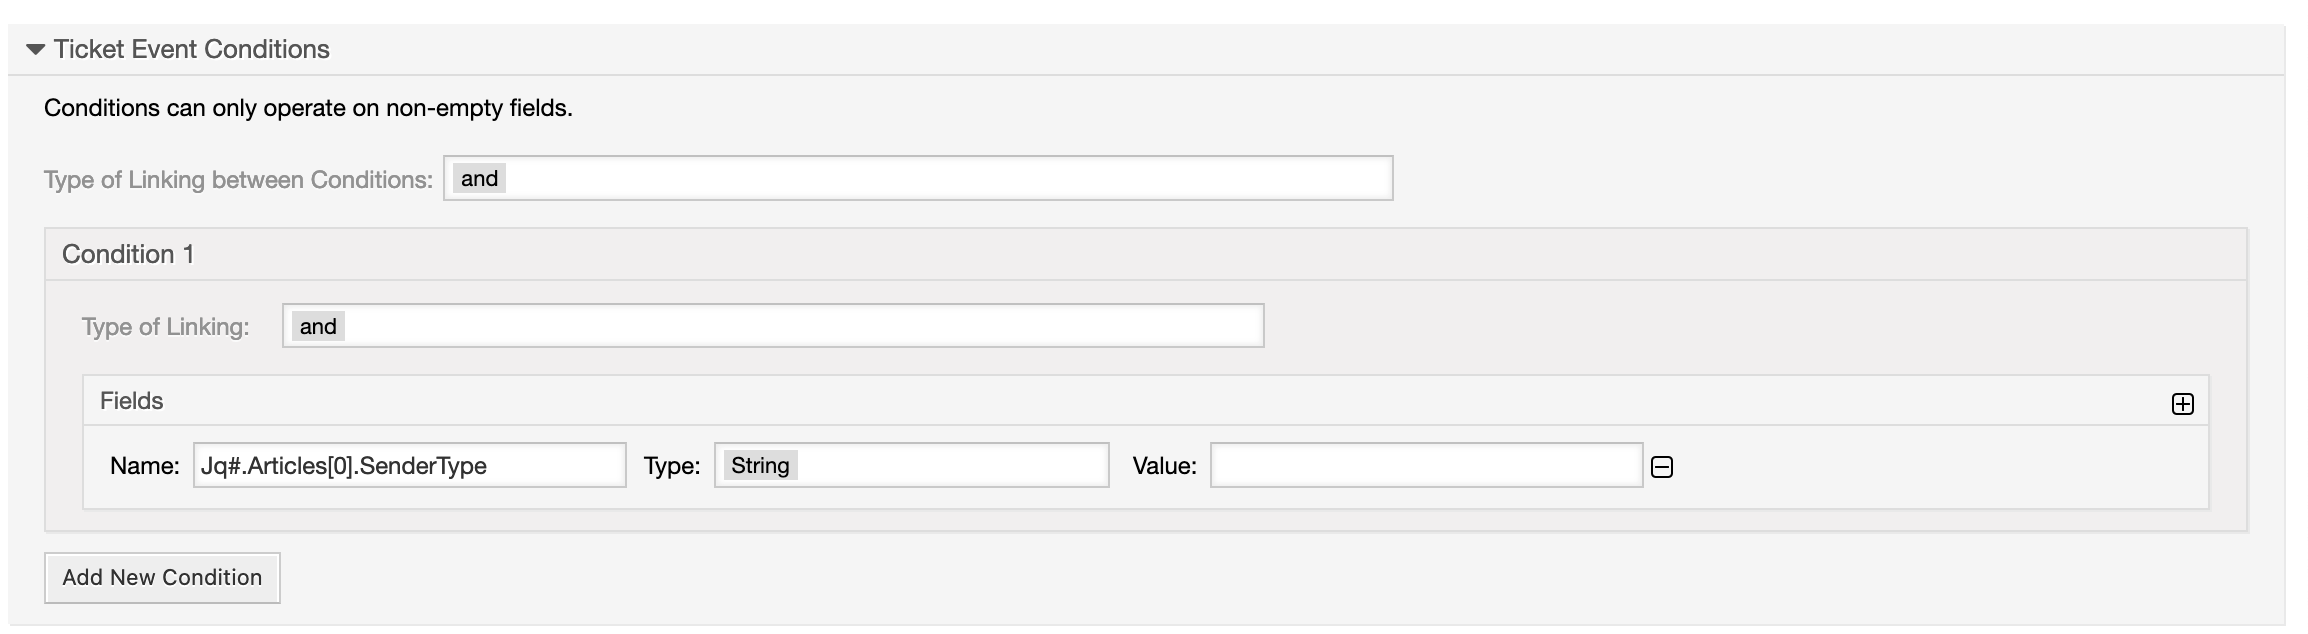 Ticket Event Conditions
Conditions can only operate on non-empty fields.
Type of Linking between Conditions: and
Condition 1
Type of Linking: and
Fields
Name: Jq#.Articles[0].SenderType Type: String Value:
Add New Condition